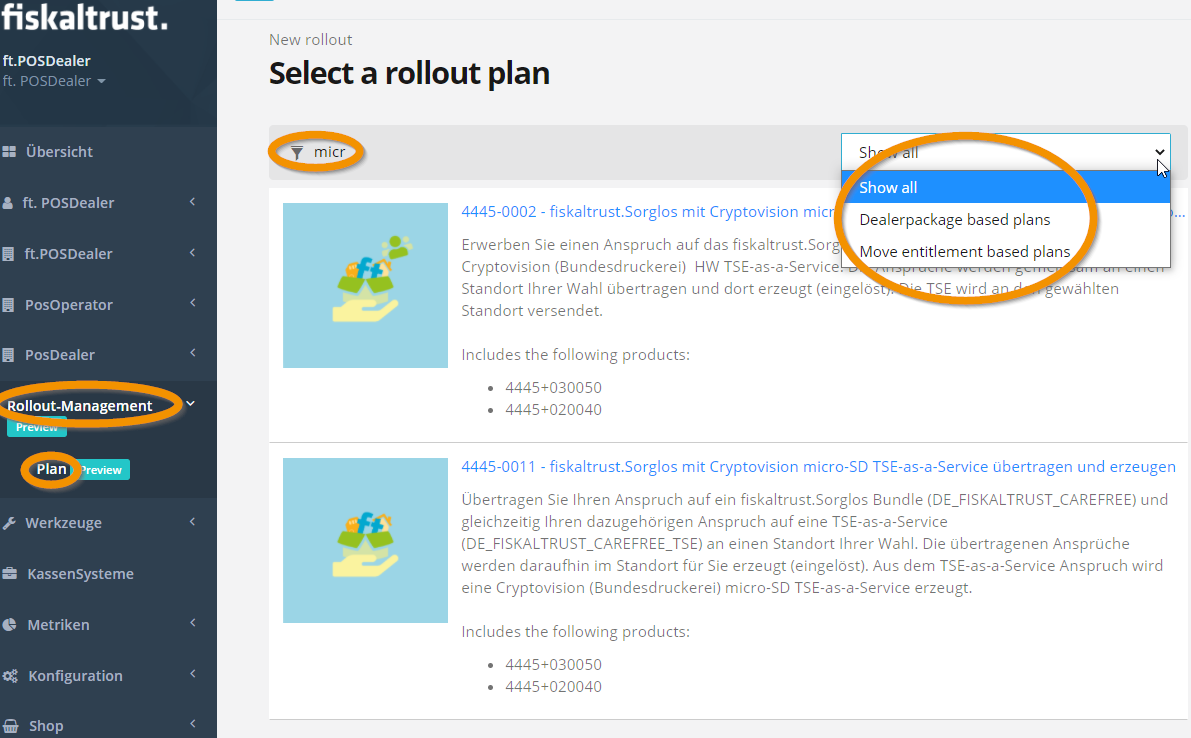 fiskaltrust.
ft.POSDealer
ft. POSDealer
Übersicht
ft. POSDealer
ft.POSDealer
PosOperator
PosDealer
Rollout-Management
Preview
Plan Preview
Werkzeuge
KassenSysteme
Metriken
Konfiguration
Shop
New rollout
Select a rollout plan
micr
Show all
Show all
Dealerpackage based plans
Move entitlement based plans
4445-0002 - fiskaltrust.Sorglos mit Cryptovision micr
Erwerben Sie einen Anspruch auf das fiskaltrust.Sorg
Cryptovision (Bundesdruckerei) HW TSE-as-a-Service. Die Ansprüche werden gemeinsam an einen
Standort Ihrer Wahl übertragen und dort erzeugt (eingelöst). Die TSE wird an den gewählten
Standort versendet.
Includes the following products:
• 4445+030050
• 4445+020040
4445-0011 - fiskaltrust.Sorglos mit Cryptovision micro-SD TSE-as-a-Service übertragen und erzeugen
Übertragen Sie Ihren Anspruch auf ein fiskaltrust.Sorglos Bundle (DE_FISKALTRUST_CAREFREE) und
gleichzeitig Ihren dazugehörigen Anspruch auf eine TSE-as-a-Service
(DE_FISKALTRUST_CAREFREE_TSE) an einen Standort Ihrer Wahl. Die übertragenen Ansprüche
werden daraufhin im Standort für Sie erzeugt (eingelöst). Aus dem TSE-as-a-Service Anspruch wird
eine Cryptovision (Bundesdruckerei) micro-SD TSE-as-a-Service erzeugt.
Includes the following products:
• 4445+030050
• 4445+020040